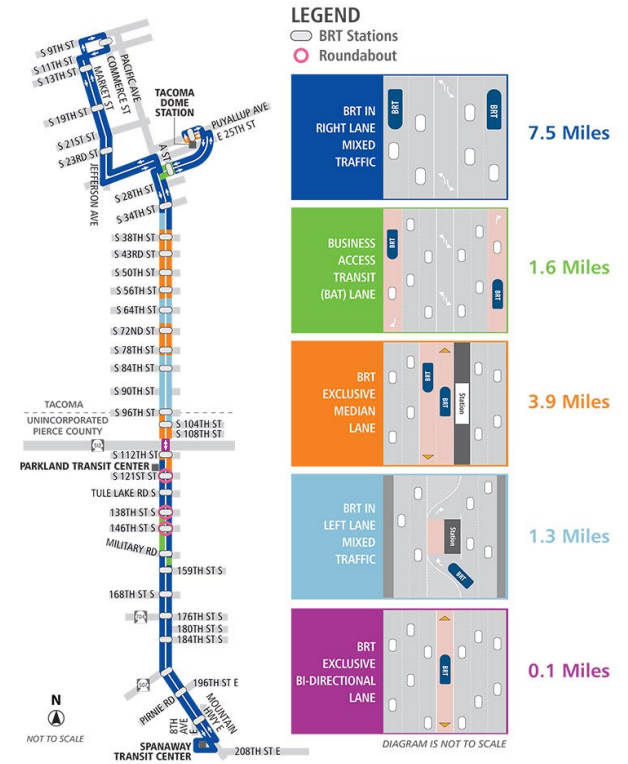 LEGEND
BRT Stations
Roundabout
S 9TH ST
S 11TH ST
S 13TH ST
PACIFIC AVE
COMMERCE ST
MARKET ST
TACOMA
DOME
STATION
PUYALLUP AVE
E 25TH ST
S 19TH ST
S 21ST ST
S 23RD ST
A ST
JEFFERSON AVE
S 28TH ST
S 34TH ST
S 38TH ST
S 43RD ST
S 50TH ST
S 56TH ST
S 64TH ST
S 72ND ST
S 78TH ST
S 84TH ST
S 90TH ST
S 96TH ST
TACOMA
UNINCORPORATED
PIERCE COUNTY
S 104TH ST
S 108TH ST
512
S 112TH ST
PARKLAND TRANSIT CENTER
S 121ST ST
TULE LAKE RD S
138TH ST S
146TH ST S
MILITARY RD
159TH ST S
168TH ST S
704
176TH ST S
180TH ST S
184TH ST S
507
196TH ST E
PIRNIE RD
MOUNTAIN
HWY E
8TH
AVE
E
SPANAWAY
TRANSIT CENTER
208TH ST E
N
NOT TO SCALE
BRT IN
RIGHT LANE
MIXED
TRAFFIC
BRT
BRT
7.5 Miles
BUSINESS
ACCESS
TRANSIT
(BAT) LANE
BRT
BRT
1.6 Miles
BRT
EXCLUSIVE
MEDIAN
LANE
BRT
BRT
Station
3.9 Miles
BRT IN
LEFT LANE
MIXED
TRAFFIC
Station
BRT
1.3 Miles
BRT
EXCLUSIVE
BI-DIRECTIONAL
LANE
BRT
0.1 Miles
DIAGRAM IS NOT TO SCALE